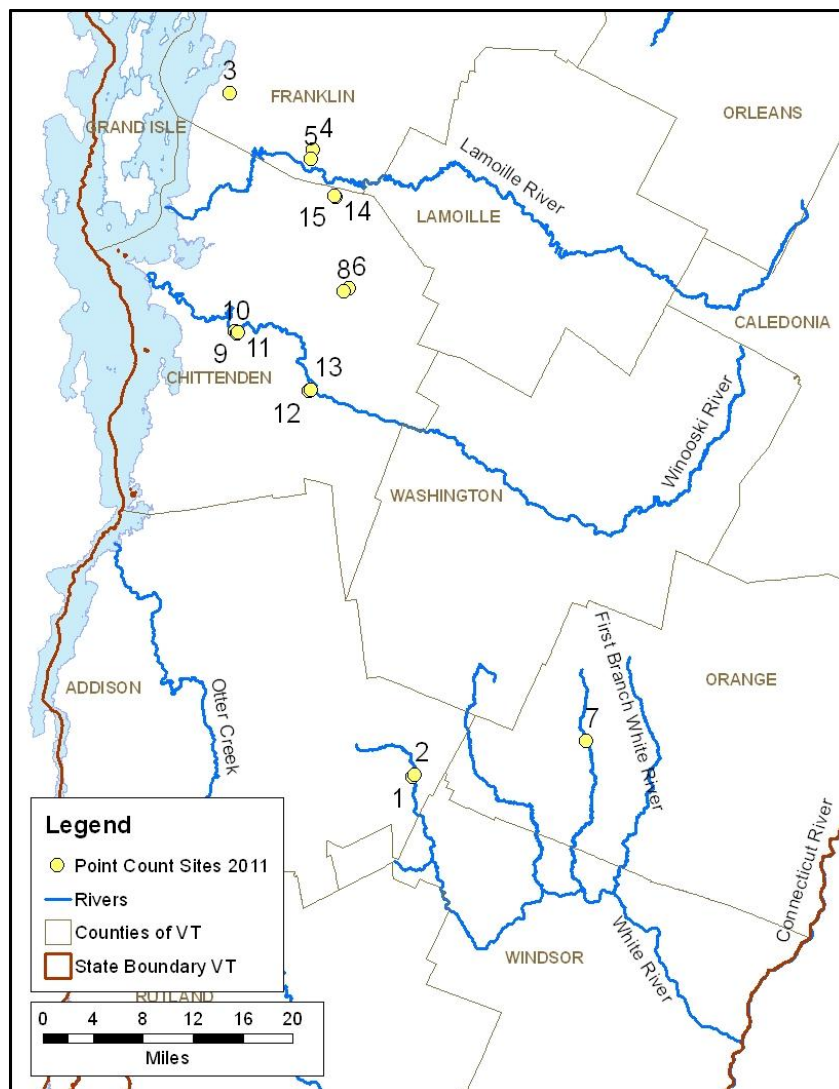 3
FRANKLIN
ORLEANS
GRAND ISLE
5 4
Lamoille River
15 14
LAMOILLE
8 6
10
CALEDONIA
9 11
CHITTENDEN
13
12
Winooski River
WASHINGTON
First Branch White River
ADDISON
ORANGE
Otter Creek
7
2
1
Connecticut River
WINDSOR
White River
Legend
Point Count Sites 2011
Rivers
Counties of VT
State Boundary VT
RUTLAND
0 4 8 12 16 20
Miles